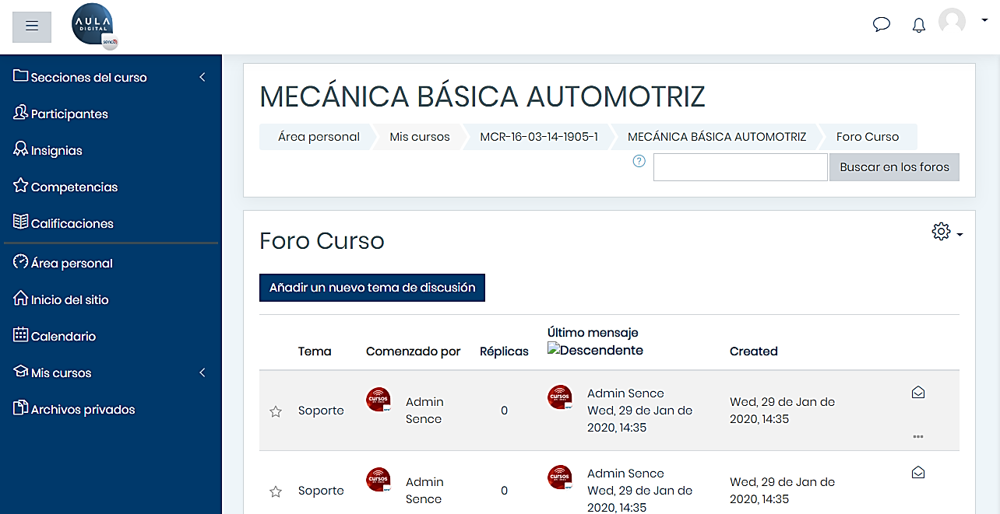 AULA
DIGITAL
sence
Secciones del curso
Participantes
Insignias
Competencias
Calificaciones
Área personal
Inicio del sitio
Calendario
Mis cursos
Archivos privados
MECÁNICA BÁSICA AUTOMOTRIZ
Área personal Mis cursos MCR-16-03-14-1905-1 MECÁNICA BÁSICA AUTOMOTRIZ Foro Curso
Buscar en los foros
Foro Curso
Añadir un nuevo tema de discusión
Tema Comenzado por Réplicas Último mensaje Descendente Created
Soporte
cursos
Admin
Sence
0
cursos
Admin Sence
Wed, 29 de Jan de
2020, 14:35
Wed, 29 de Jan de
2020, 14:35
Soporte
cursos
Admin
Sence
0
cursos
Admin Sence
Wed, 29 de Jan de
2020, 14:35
Wed, 29 de Jan de
2020, 14:35